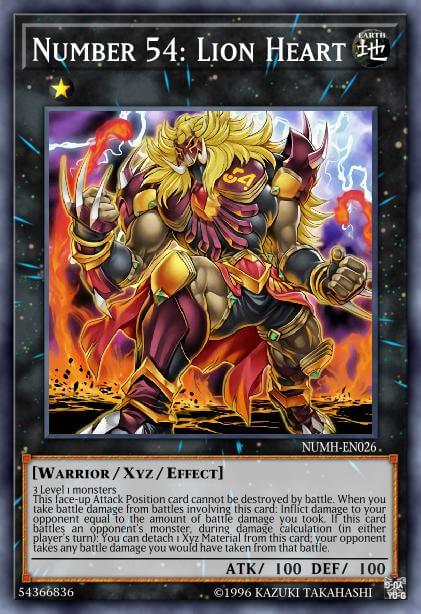 NUMBER 54: LION HEART
EARTH
地
54
NUMH-EN026
[WARRIOR / XYZ / EFFECT]
3 Level 1 monsters
This face-up Attack Position card cannot be destroyed by battle. When you
take battle damage from battles involving this card: Inflict damage to your
opponent equal to the amount of battle damage you took. If this card
battles an opponent's monster, during damage calculation (in either
player's turn): You can detach 1 Xyz Material from this card; your opponent
takes any battle damage you would have taken from that battle.
ATK/ 100 DEF/ 100
54366836
©1996 KAZUKI TAKAHASHI